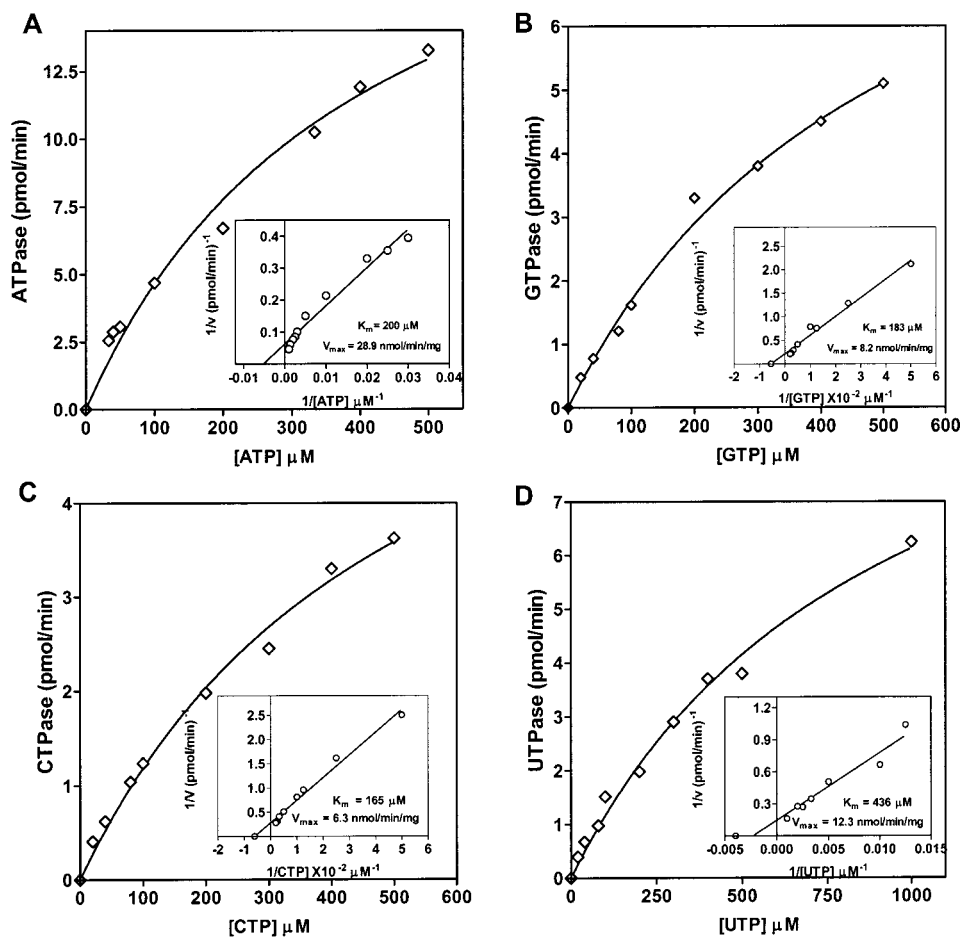 A
ATPase (pmol/min)
12.5
10.0
7.5
5.0
2.5
0.0
0 100 200 300 400 500
[ATP] µM
1/v (pmol/min)⁻¹
0.4
0.3
0.2
0.1
-0.01 0.00 0.01 0.02 0.03 0.04
1/[ATP] µM⁻¹
Km = 200 µM
Vmax = 28.9 nmol/min/mg
B
GTPase (pmol/min)
6
5
4
3
2
1
0
0 100 200 300 400 500 600
[GTP] µM
1/v (pmol/min)⁻¹
2.5
2.0
1.5
1.0
0.5
0
-2 -1 0 1 2 3 4 5 6
1/[GTP] X10⁻² µM⁻¹
Km = 183 µM
Vmax = 8.2 nmol/min/mg
C
CTPase (pmol/min)
4
3
2
1
0
0 100 200 300 400 500 600
[CTP] µM
1/v (pmol/min)⁻¹
2.5
2.0
1.5
1.0
0.5
0
-2 -1 0 1 2 3 4 5 6
1/CTP] X10⁻² µM⁻¹
Km = 165 µM
Vmax = 6.3 nmol/min/mg
D
UTPase (pmol/min)
7
6
5
4
3
2
1
0
0 250 500 750 1000
[UTP] µM
1/v (pmol/min)⁻¹
1.2
0.9
0.6
0.3
-0.005 0.000 0.005 0.010 0.015
1/[UTP] µM⁻¹
Km = 436 µM
Vmax = 12.3 nmol/min/mg